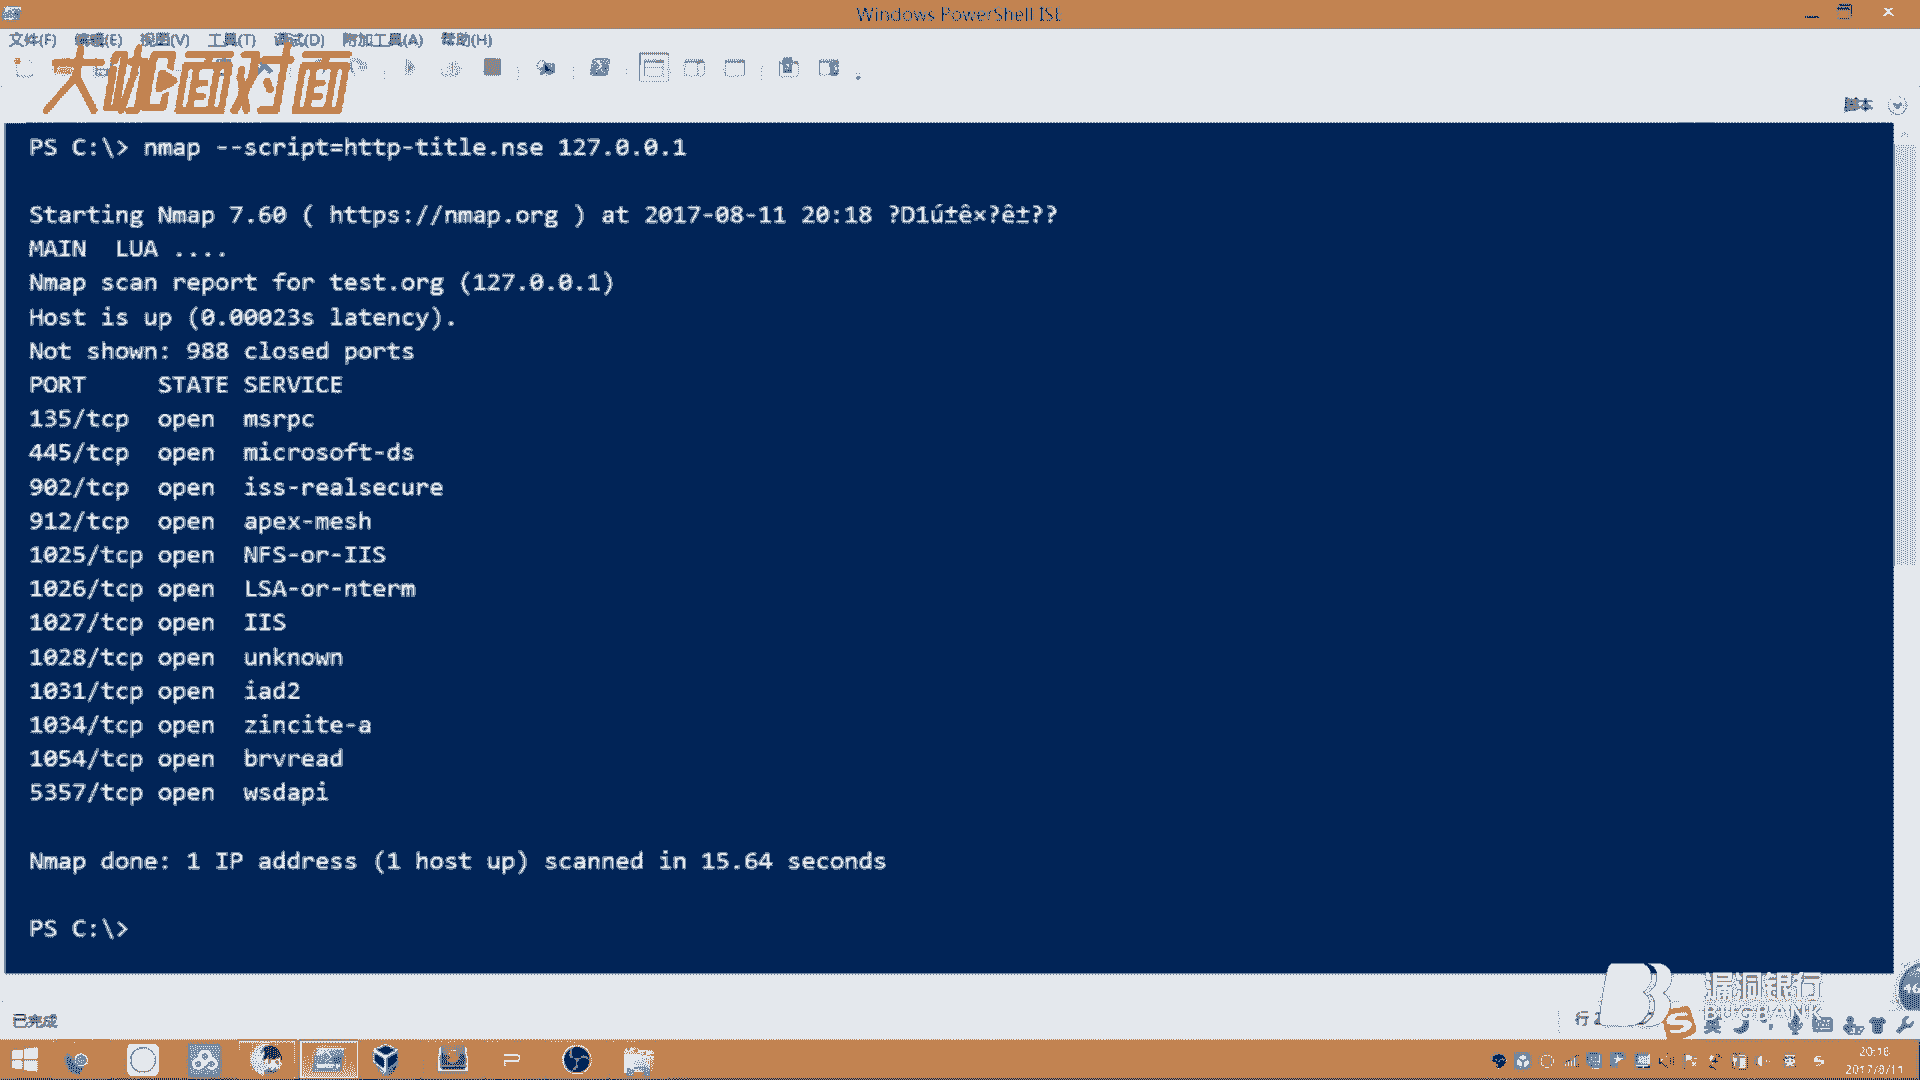 Windows PowerShell ISE
文件(F) 编辑(E) 视图(V) 工具(T) 调试(D) 附加工具(A) 帮助(H)
大咖面对面
脚本
PS C:\> nmap --script=http-title.nse 127.0.0.1
Starting Nmap 7.60 ( https://nmap.org ) at 2017-08-11 20:18 ?D1ú±ê×?ê±??
MAIN  LUA ....
Nmap scan report for test.org (127.0.0.1)
Host is up (0.00023s latency).
Not shown: 988 closed ports
PORT     STATE SERVICE
135/tcp  open  msrpc
445/tcp  open  microsoft-ds
902/tcp  open  iss-realsecure
912/tcp  open  apex-mesh
1025/tcp open  NFS-or-IIS
1026/tcp open  LSA-or-nterm
1027/tcp open  IIS
1028/tcp open  unknown
1031/tcp open  iad2
1034/tcp open  zincite-a
1054/tcp open  brvread
5357/tcp open  wsdapi
Nmap done: 1 IP address (1 host up) scanned in 15.64 seconds
PS C:\>
漏洞银行
BUGBANK
46
已完成
行
英
20:18
2017/8/11